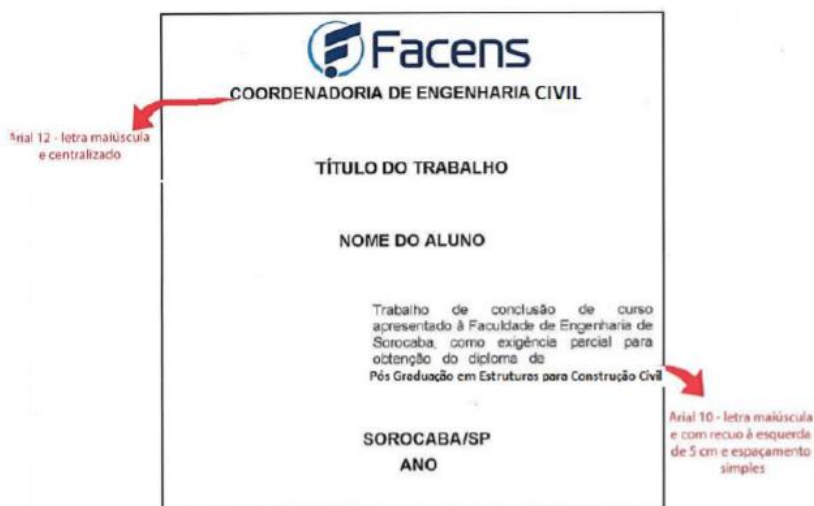 Facens
COORDENADORIA DE ENGENHARIA CIVIL
Arial 12 - letra maiúscula
e centralizado
TÍTULO DO TRABALHO
NOME DO ALUNO
Trabalho de conclusão de curso
apresentado à Faculdade de Engenharia de
Sorocaba, como exigência parcial para
obtenção do diploma de
Pós Graduação em Estruturas para Construção Civil
Arial 10 - letra maiúscula
e com recuo à esquerda
de 5 cm e espaçamento
simples
SOROCABA/SP
ANO